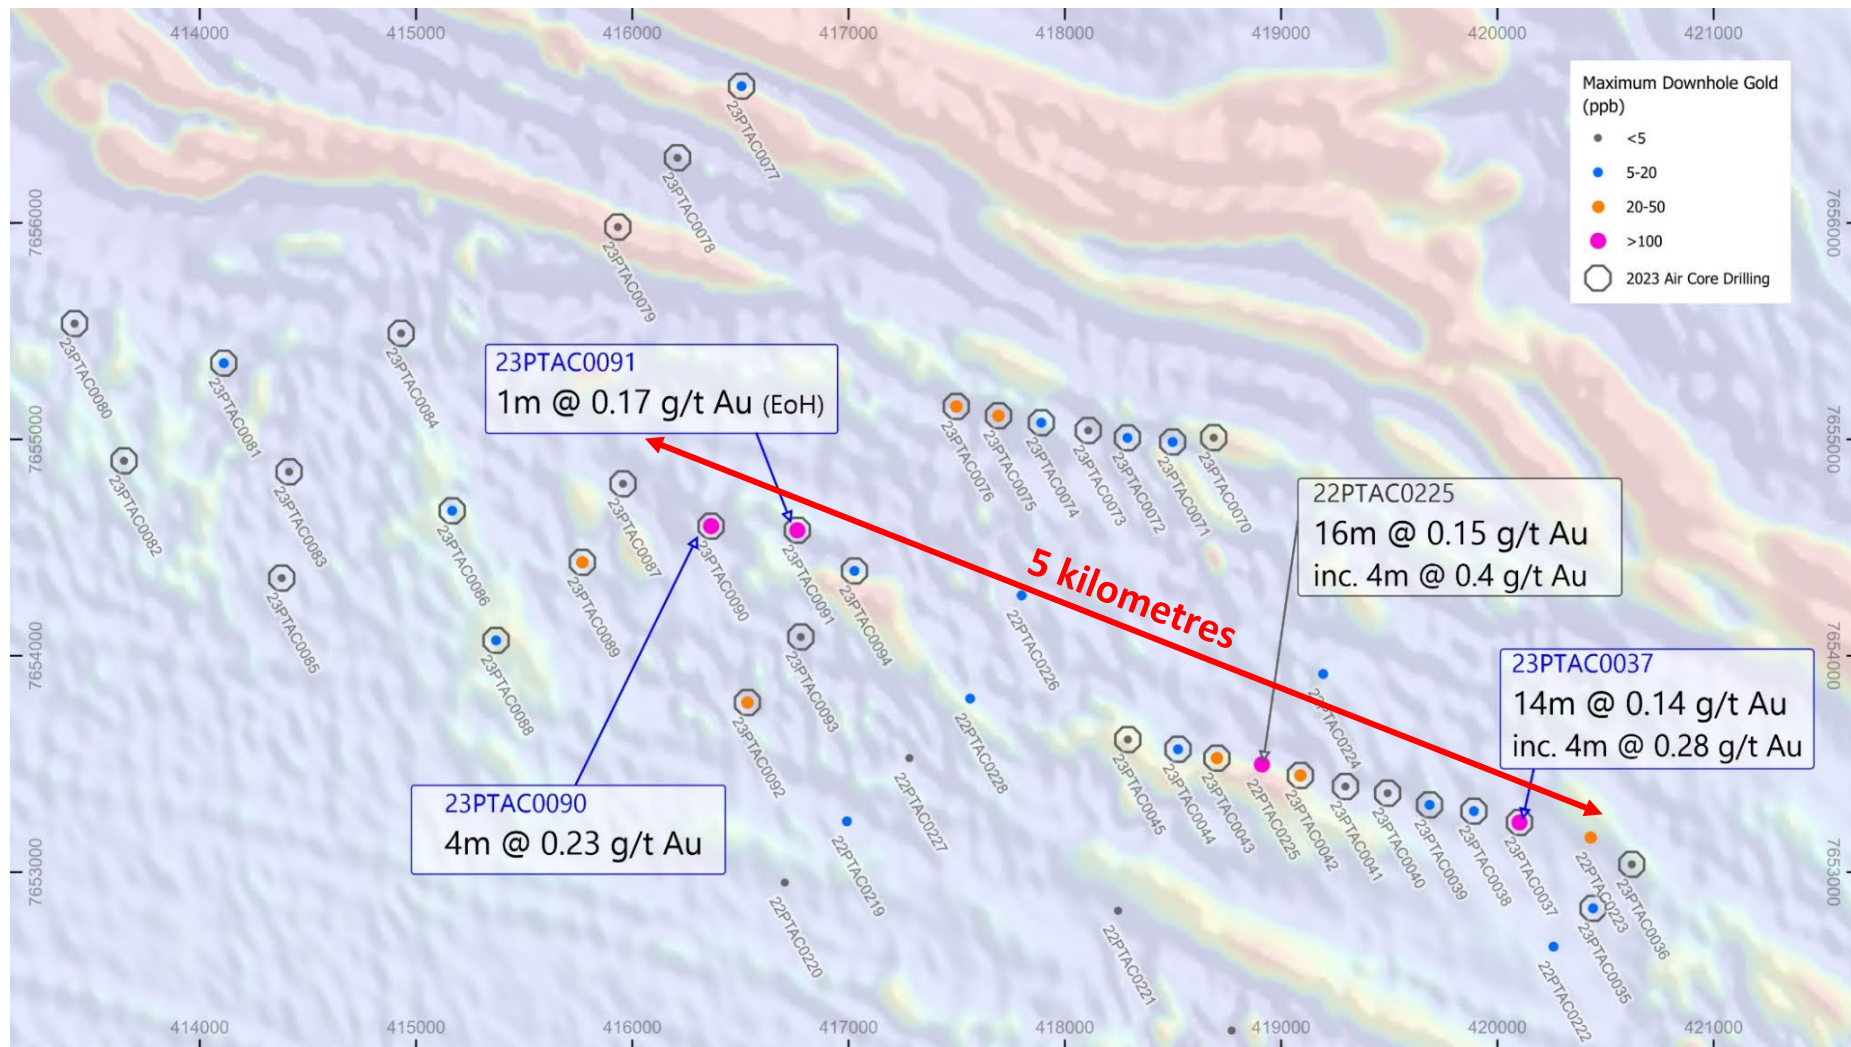 414000
415000
416000
417000
418000
419000
420000
421000
Maximum Downhole Gold
(ppb)
<5
5-20
20-50
>100
2023 Air Core Drilling
7656000
7656000
7655000
7655000
7654000
7654000
7653000
7653000
23PTAC0077
23PTAC0078
23PTAC0079
23PTAC0080
23PTAC0081
23PTAC0084
23PTAC0091
1m @ 0.17 g/t Au (EoH)
23PTAC0082
23PTAC0083
23PTAC0085
23PTAC0086
23PTAC0087
23PTAC0088
23PTAC0089
23PTAC0090
23PTAC0091
23PTAC0094
23PTAC0093
23PTAC0092
23PTAC0076
23PTAC0075
23PTAC0074
23PTAC0073
23PTAC0072
23PTAC0071
23PTAC0070
22PTAC0225
16m @ 0.15 g/t Au
inc. 4m @ 0.4 g/t Au
5 kilometres
22PTAC0226
22PTAC0228
22PTAC0227
22PTAC0224
23PTAC0037
14m @ 0.14 g/t Au
inc. 4m @ 0.28 g/t Au
23PTAC0090
4m @ 0.23 g/t Au
23PTAC0045
23PTAC0044
23PTAC0043
22PTAC0225
23PTAC0042
23PTAC0041
23PTAC0040
23PTAC0039
23PTAC0038
23PTAC0037
22PTAC0223
23PTAC0036
23PTAC0035
22PTAC0222
22PTAC0219
22PTAC0220
22PTAC0221
414000
415000
416000
417000
418000
419000
420000
421000